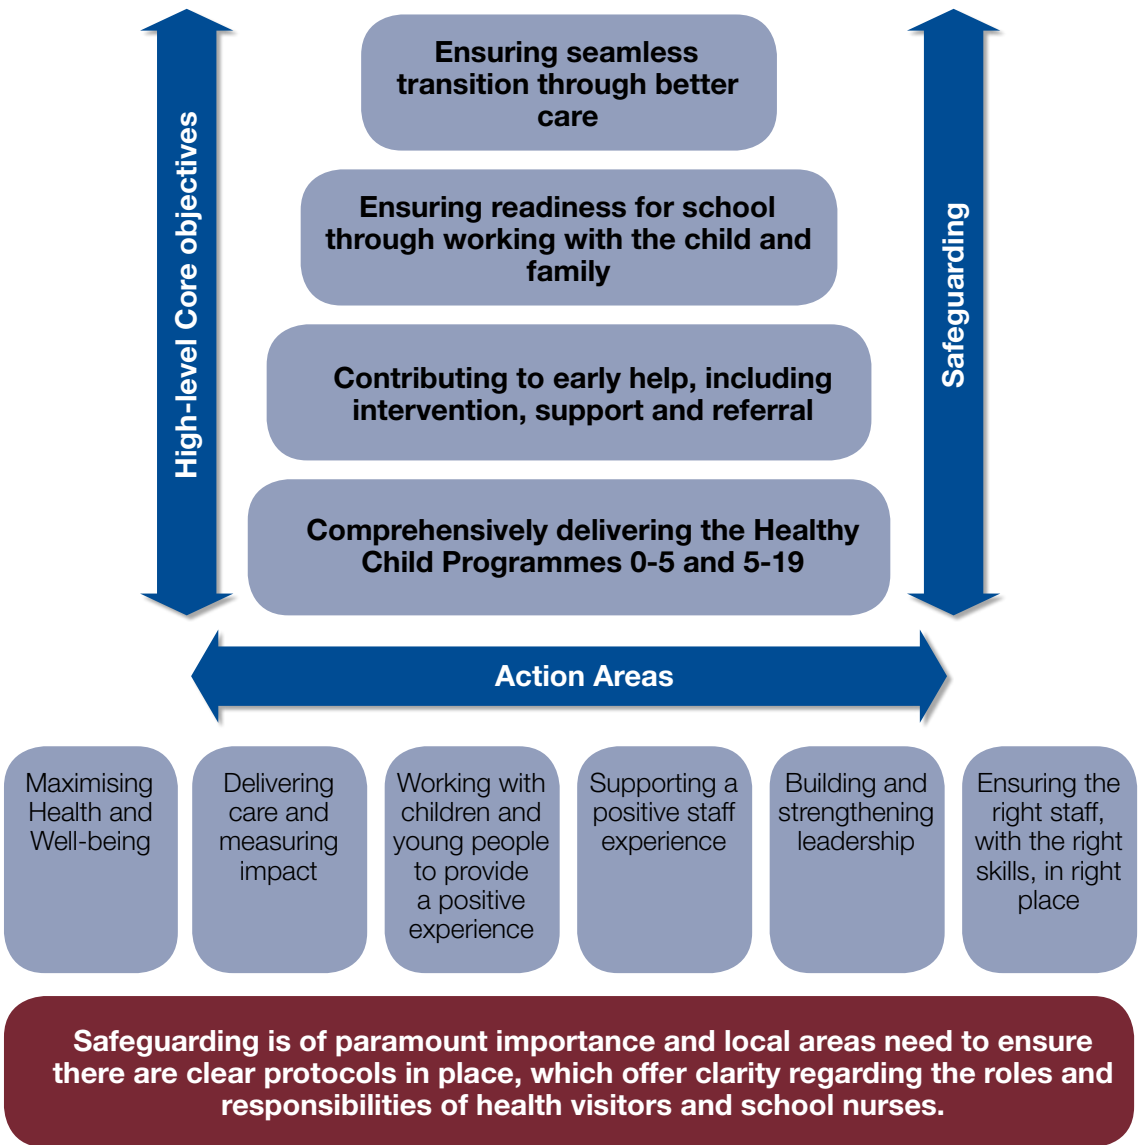 Ensuring seamless
transition through better
care
High-level Core objectives
Safeguarding
Ensuring readiness for school
through working with the child and
family
Contributing to early help, including
intervention, support and referral
Comprehensively delivering the Healthy
Child Programmes 0-5 and 5-19
Action Areas
Maximising
Health and
Well-being
Delivering
care and
measuring
impact
Working with
children and
young people
to provide
a positive
experience
Supporting a
positive staff
experience
Building and
strengthening
leadership
Ensuring the
right staff,
with the right
skills, in right
place
Safeguarding is of paramount importance and local areas need to ensure
there are clear protocols in place, which offer clarity regarding the roles and
responsibilities of health visitors and school nurses.